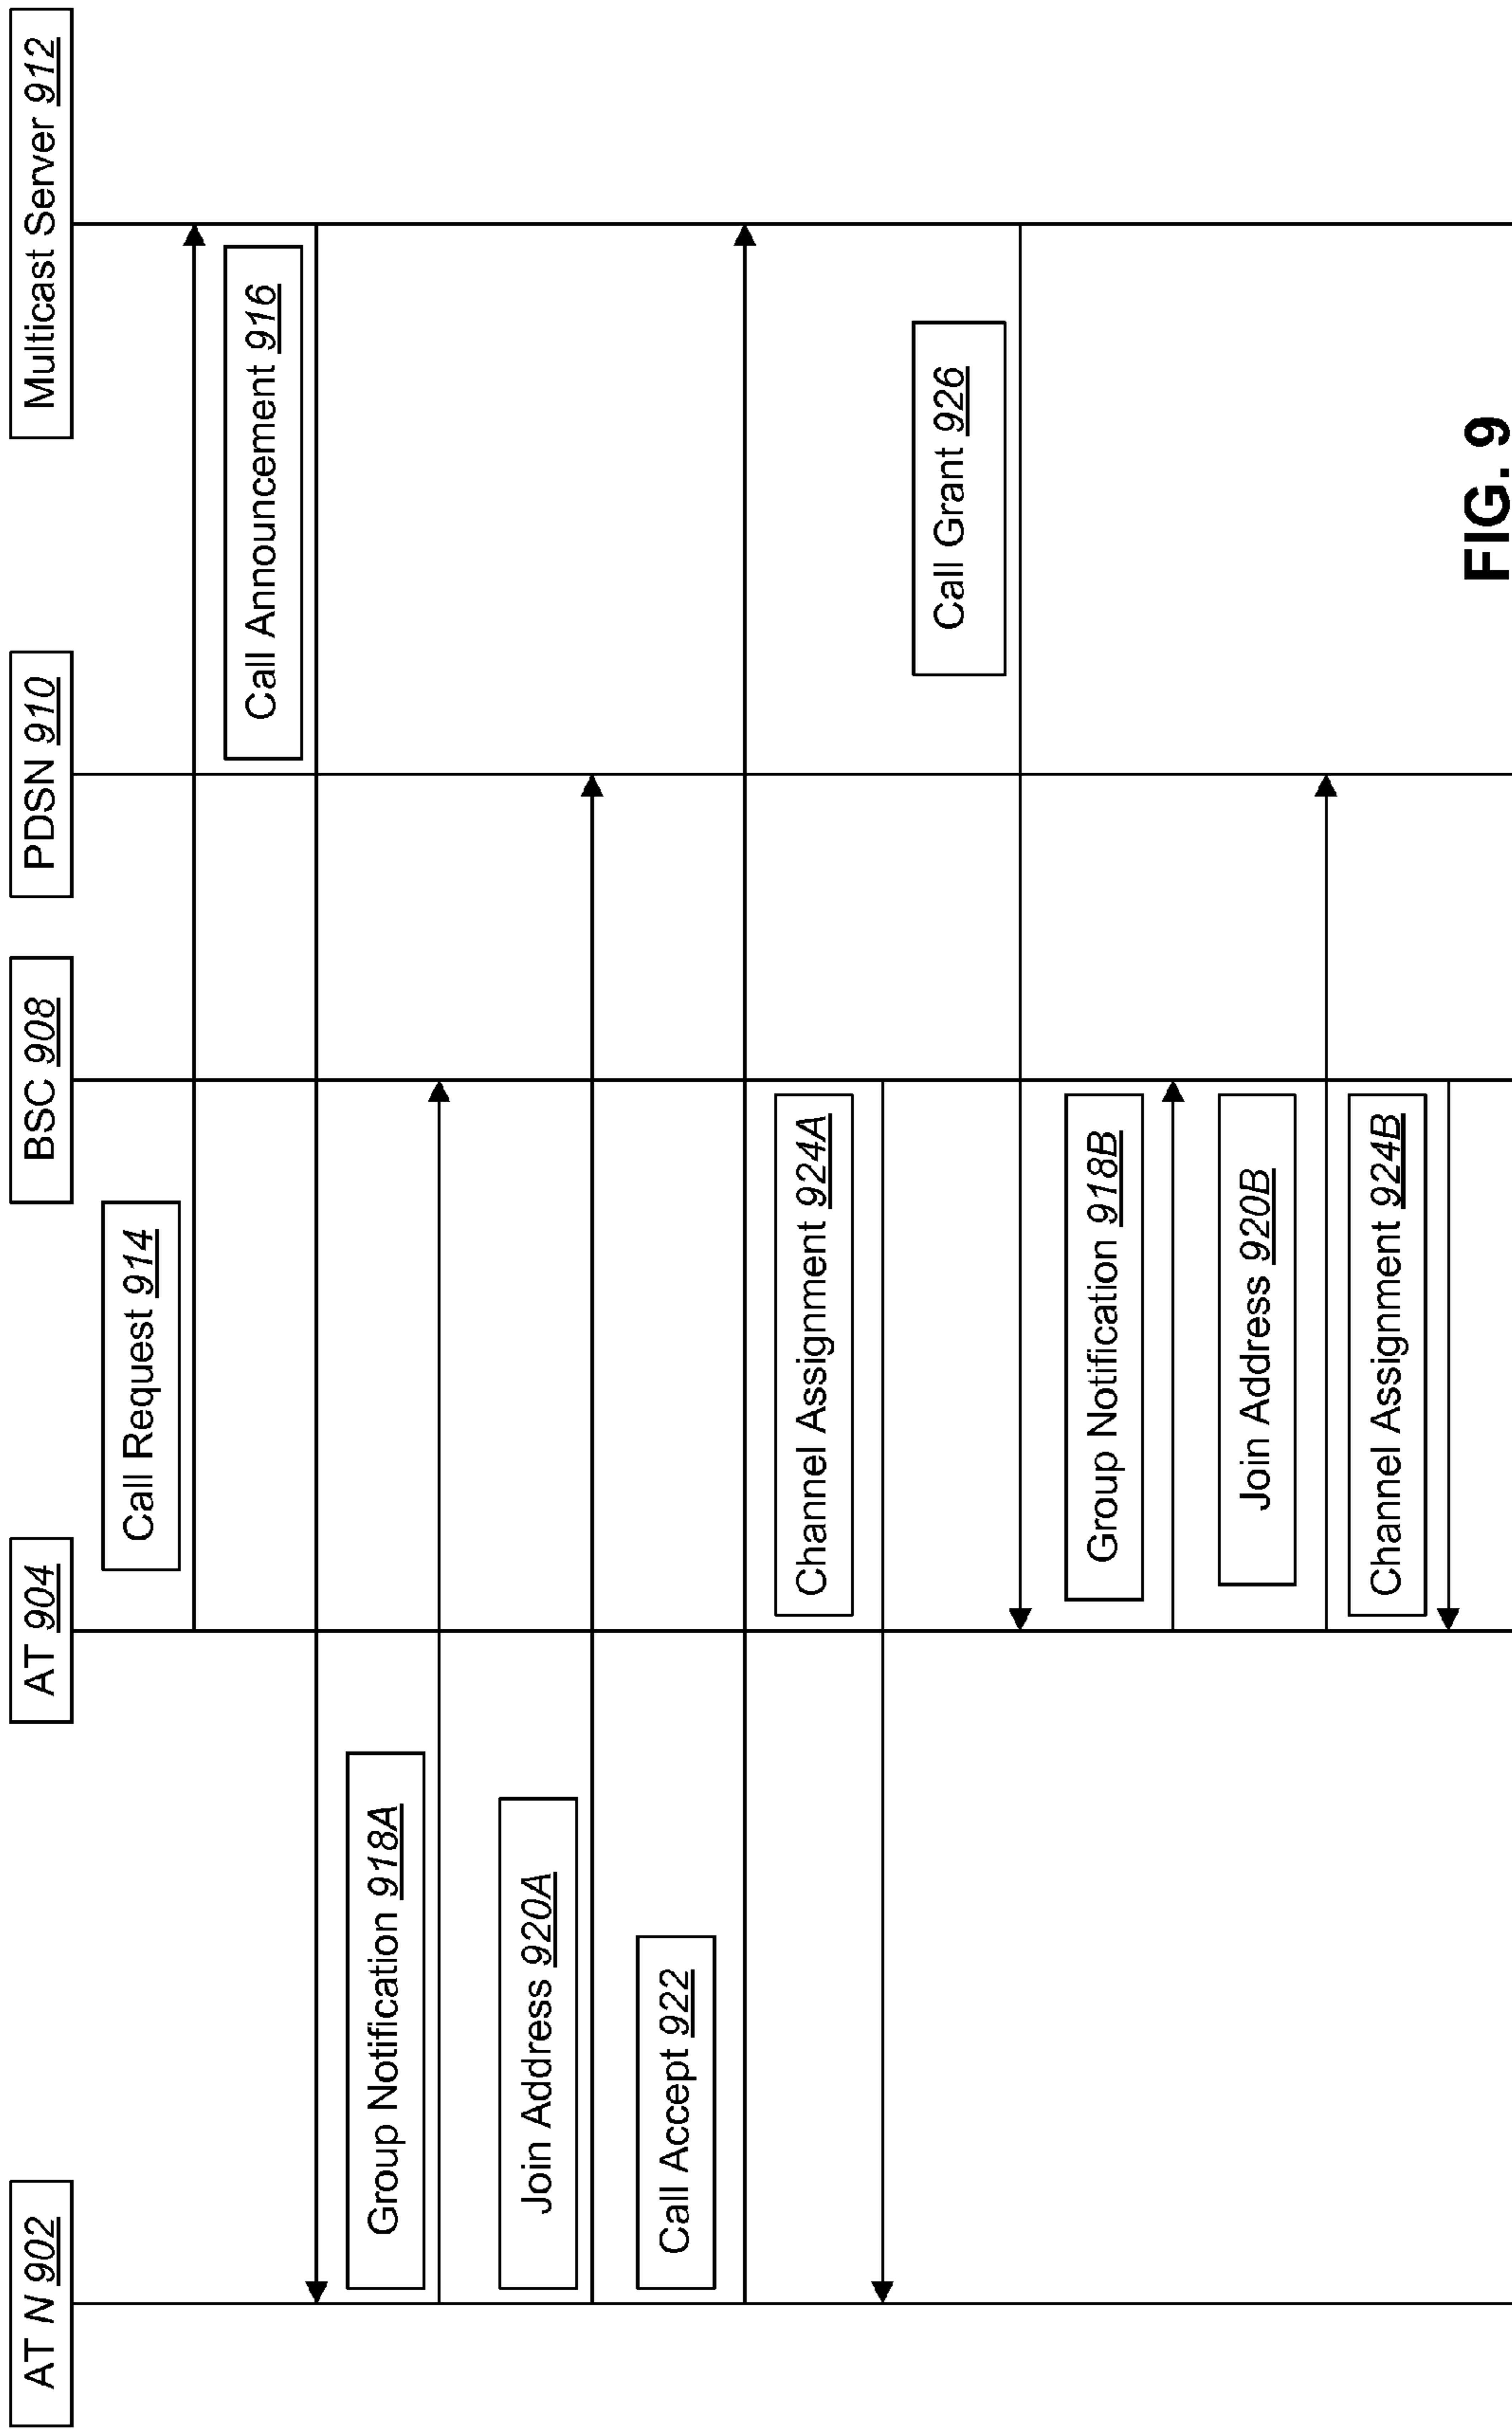 AT N 902
AT 904
BSC 908
PDSN 910
Multicast Server 912
Call Request 914
Call Announcement 916
Group Notification 918A
Join Address 920A
Call Accept 922
Channel Assignment 924A
Call Grant 926
Group Notification 918B
Join Address 920B
Channel Assignment 924B
FIG. 9